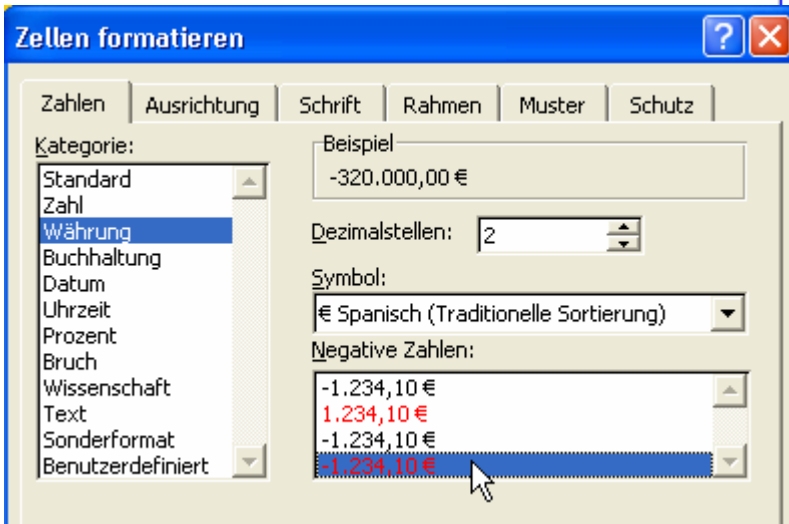 Zellen formatieren
Zahlen Ausrichtung Schrift Rahmen Muster Schutz
Kategorie:
Standard
Zahl
Währung
Buchhaltung
Datum
Uhrzeit
Prozent
Bruch
Wissenschaft
Text
Sonderformat
Benutzerdefiniert
Beispiel
-320.000,00 €
Dezimalstellen: 2
Symbol:
€ Spanisch (Traditionelle Sortierung)
Negative Zahlen:
-1.234,10 €
1.234,10 €
-1.234,10 €
-1.234,10 €